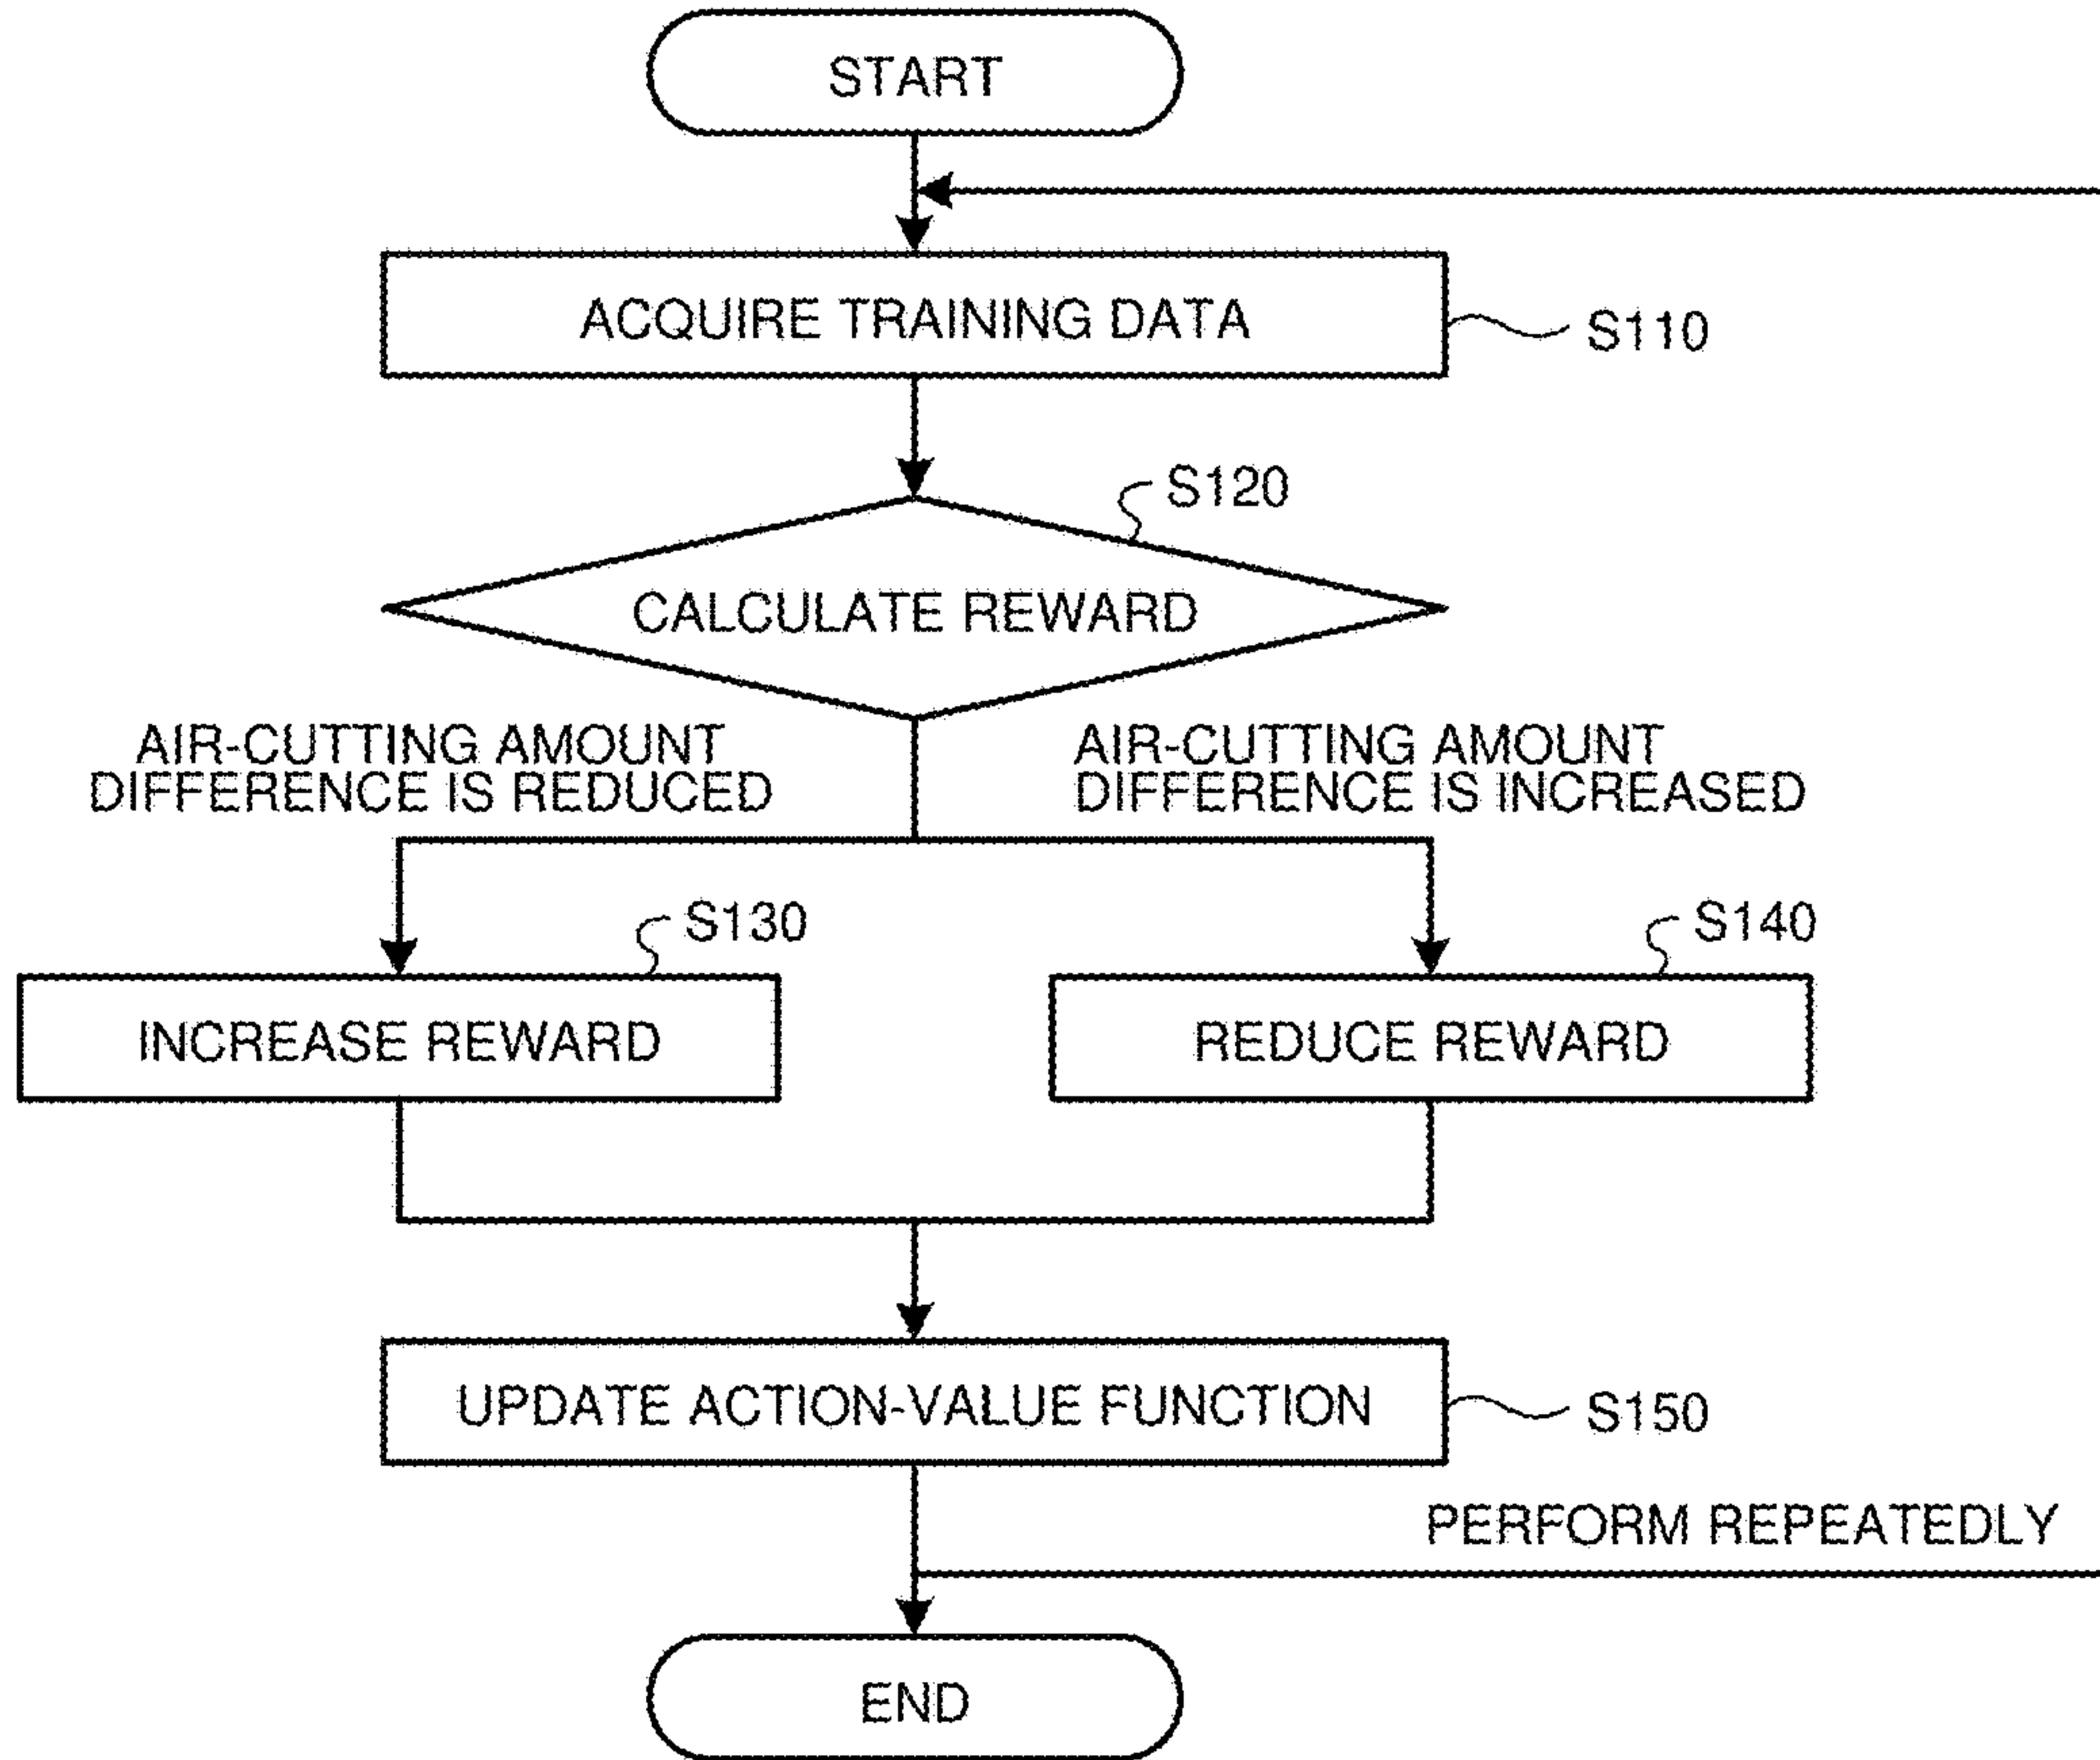 START
ACQUIRE TRAINING DATA
S110
S120
CALCULATE REWARD
AIR-CUTTING AMOUNT
DIFFERENCE IS REDUCED
AIR-CUTTING AMOUNT
DIFFERENCE IS INCREASED
S130
S140
INCREASE REWARD
REDUCE REWARD
UPDATE ACTION-VALUE FUNCTION
S150
PERFORM REPEATEDLY
END